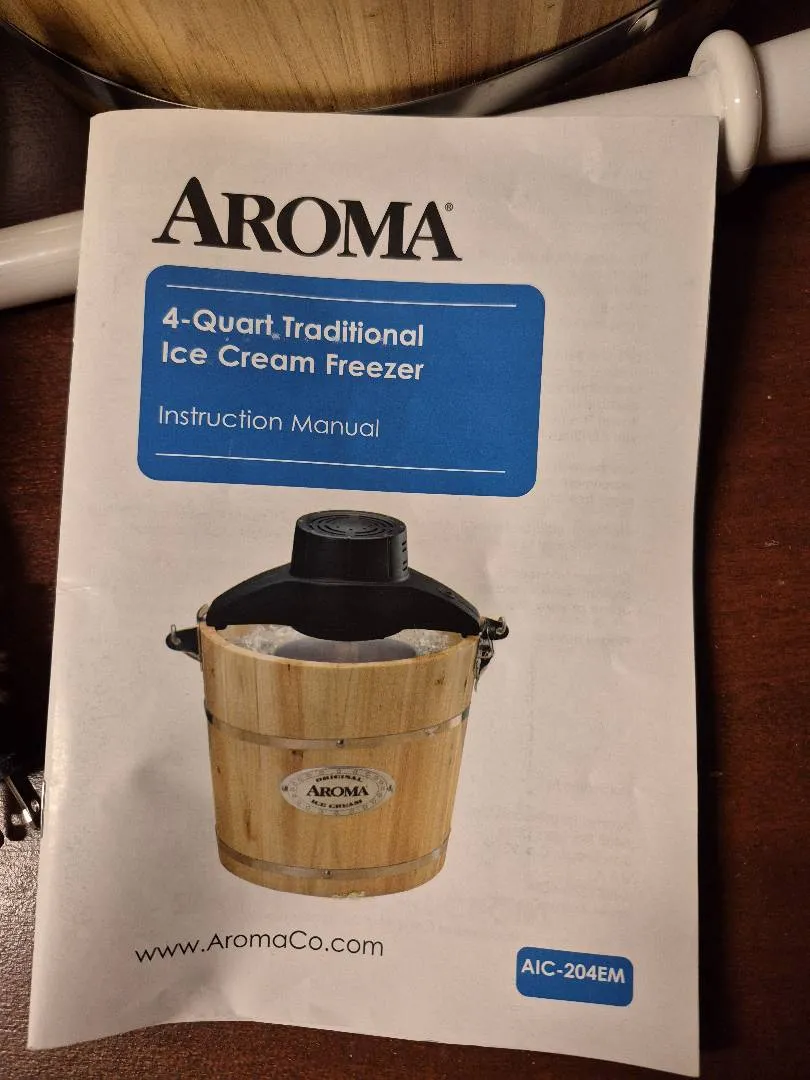 AROMA®
4-Quart Traditional
Ice Cream Freezer
Instruction Manual
ORIGINAL
AROMA
ICE CREAM
www.AromaCo.com
AIC-204EM